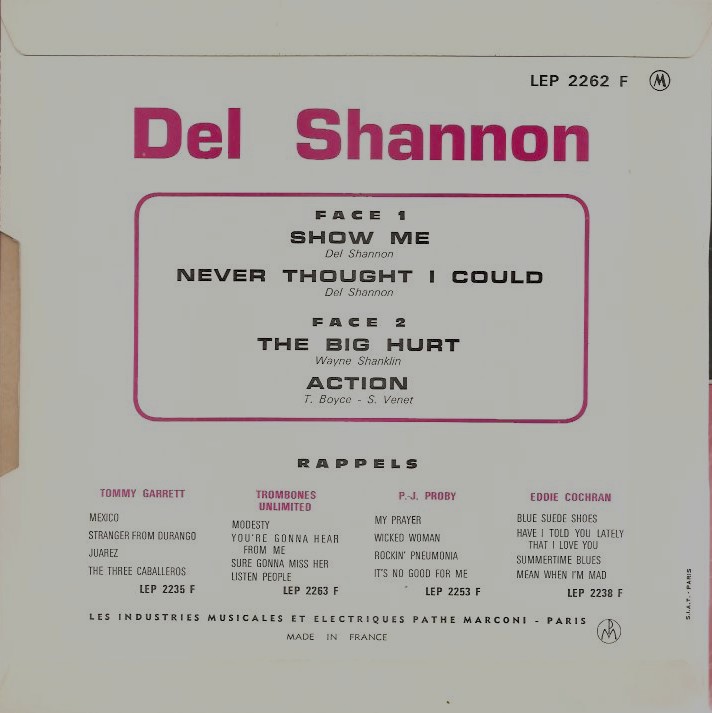 LEP 2262 F M
Del Shannon
FACE 1
SHOW ME
Del Shannon
NEVER THOUGHT I COULD
Del Shannon
FACE 2
THE BIG HURT
Wayne Shanklin
ACTION
T. Boyce - S. Venet
RAPPELS
TOMMY GARRETT
MEXICO
STRANGER FROM DURANGO
JUAREZ
THE THREE CABALLEROS
LEP 2235 F
TROMBONES
UNLIMITED
MODESTY
YOU'RE GONNA HEAR
FROM ME
SURE GONNA MISS HER
LISTEN PEOPLE
LEP 2263 F
P.-J. PROBY
MY PRAYER
WICKED WOMAN
ROCKIN' PNEUMONIA
IT'S NO GOOD FOR ME
LEP 2253 F
EDDIE COCHRAN
BLUE SUEDE SHOES
HAVE I TOLD YOU LATELY
THAT I LOVE YOU
SUMMERTIME BLUES
MEAN WHEN I'M MAD
LEP 2238 F
S.I.A.T. - PARIS
LES INDUSTRIES MUSICALES ET ELECTRIQUES PATHE MARCONI - PARIS
MADE IN FRANCE